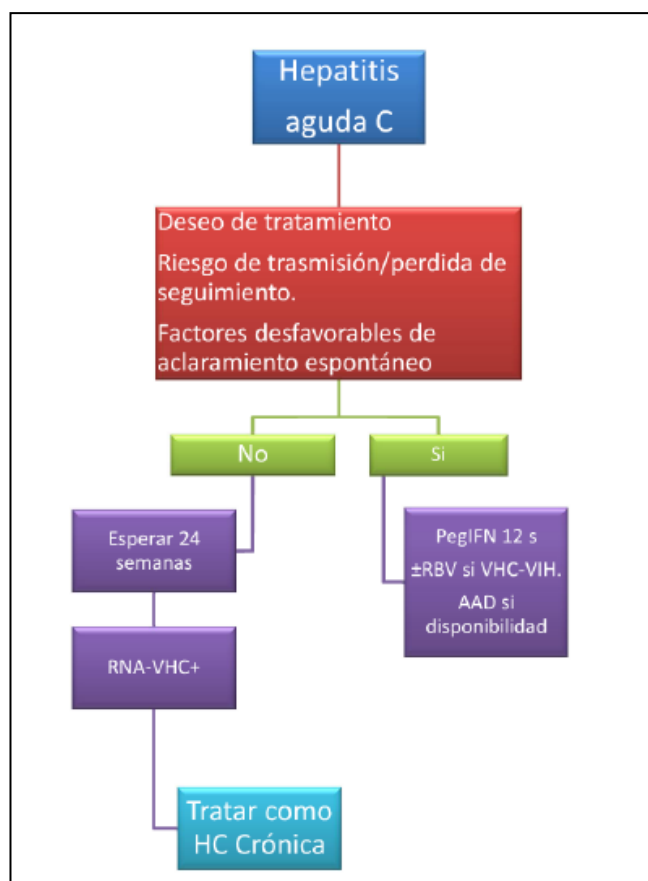 Hepatitis
aguda C
Deseo de tratamiento
Riesgo de trasmisión/perdida de
seguimiento.
Factores desfavorables de
aclaramiento espontáneo
No
Si
Esperar 24
semanas
PegIFN 12 s
±RBV si VHC-VIH.
AAD si
disponibilidad
RNA-VHC+
Tratar como
HC Crónica